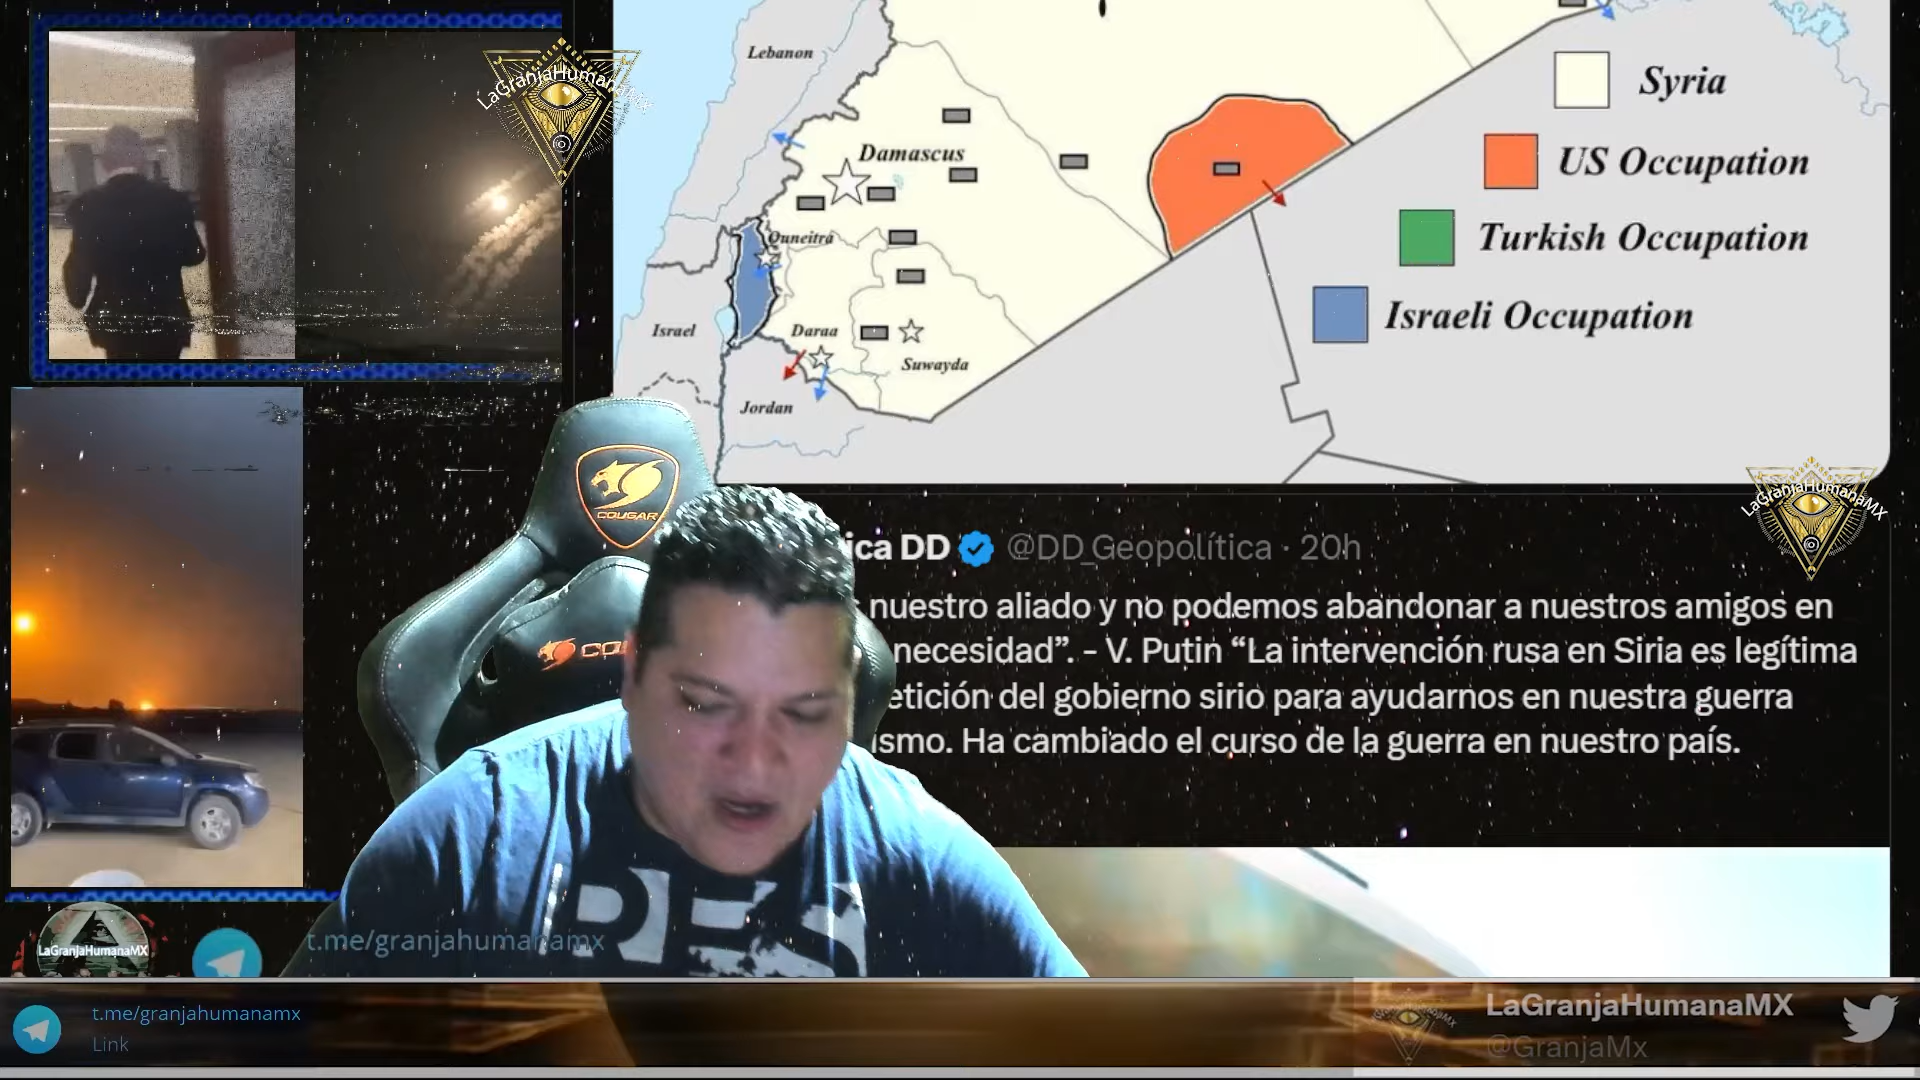 LaGranjaHumanaMX
Lebanon
Damascus
Quneitra
Israel
Daraa
Suwayda
Jordan
Syria
US Occupation
Turkish Occupation
Israeli Occupation
LaGranjaHumanaMX
COUGAR
ica DD @DD_Geopolítica · 20h
nuestro aliado y no podemos abandonar a nuestros amigos en
necesidad”. - V. Putin “La intervención rusa en Siria es legítima
etición del gobierno sirio para ayudarnos en nuestra guerra
ismo. Ha cambiado el curso de la guerra en nuestro país.
LaGranjaHumanaMX
t.me/granjahumanamx
t.me/granjahumanamx
Link
LaGranjaHumanaMX
@GranjaMx